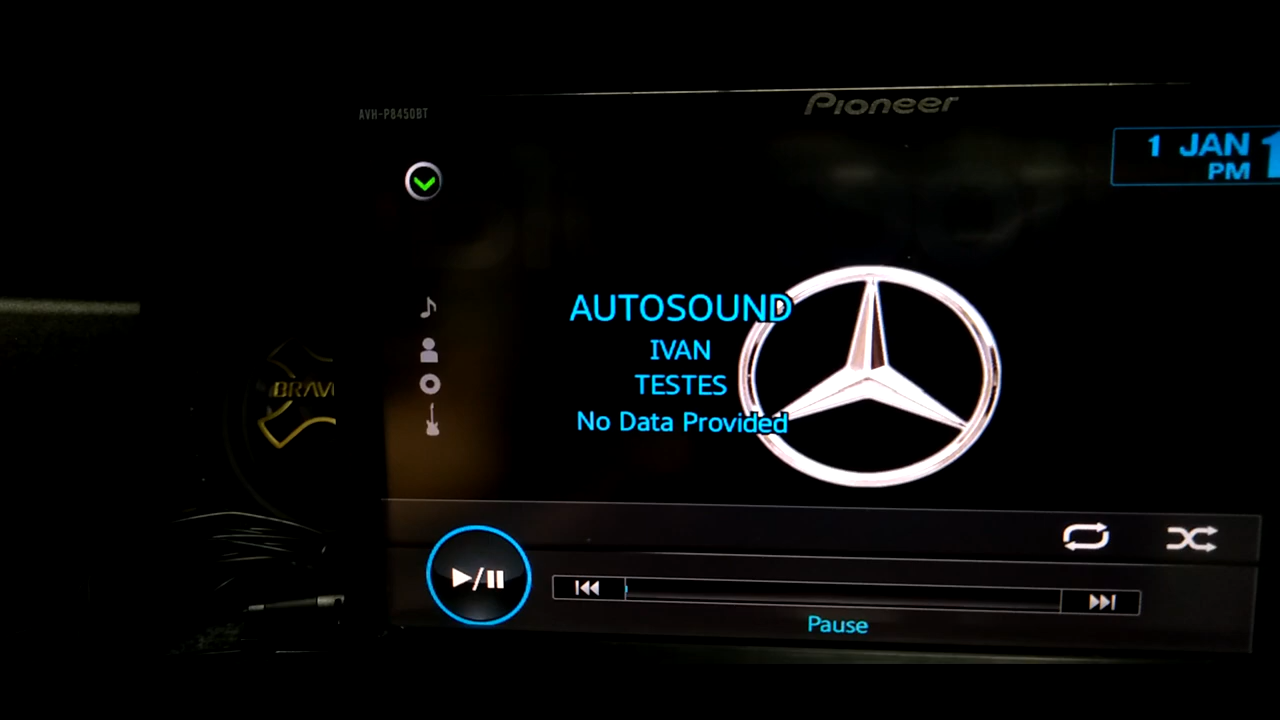 AVH-P8450BT
Pioneer
1 JAN
PM
AUTOSOUND
IVAN
TESTES
No Data Provided
Pause